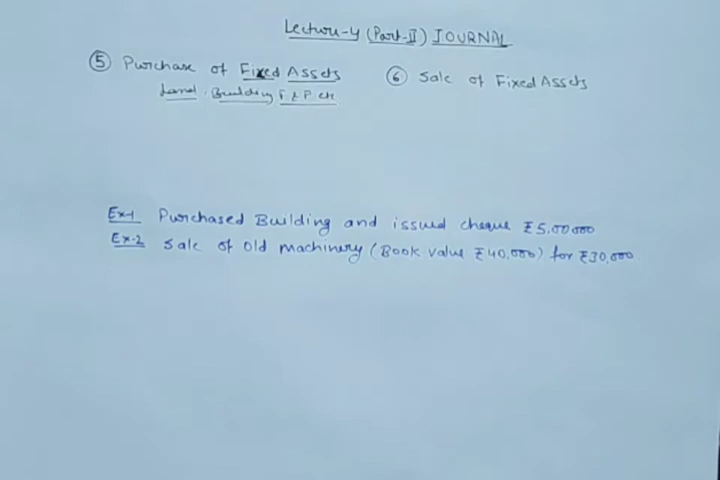 Lecture-4 (Part-II) JOURNAL
⑤ Purchase of Fixed Assets
Land, Building F & F. etc
⑥ Sale of Fixed Assets
Ex-1 Purchased Building and issued cheque ₹5,00000
Ex-2 Sale of Old machinery (Book value ₹40,000) for ₹30,000